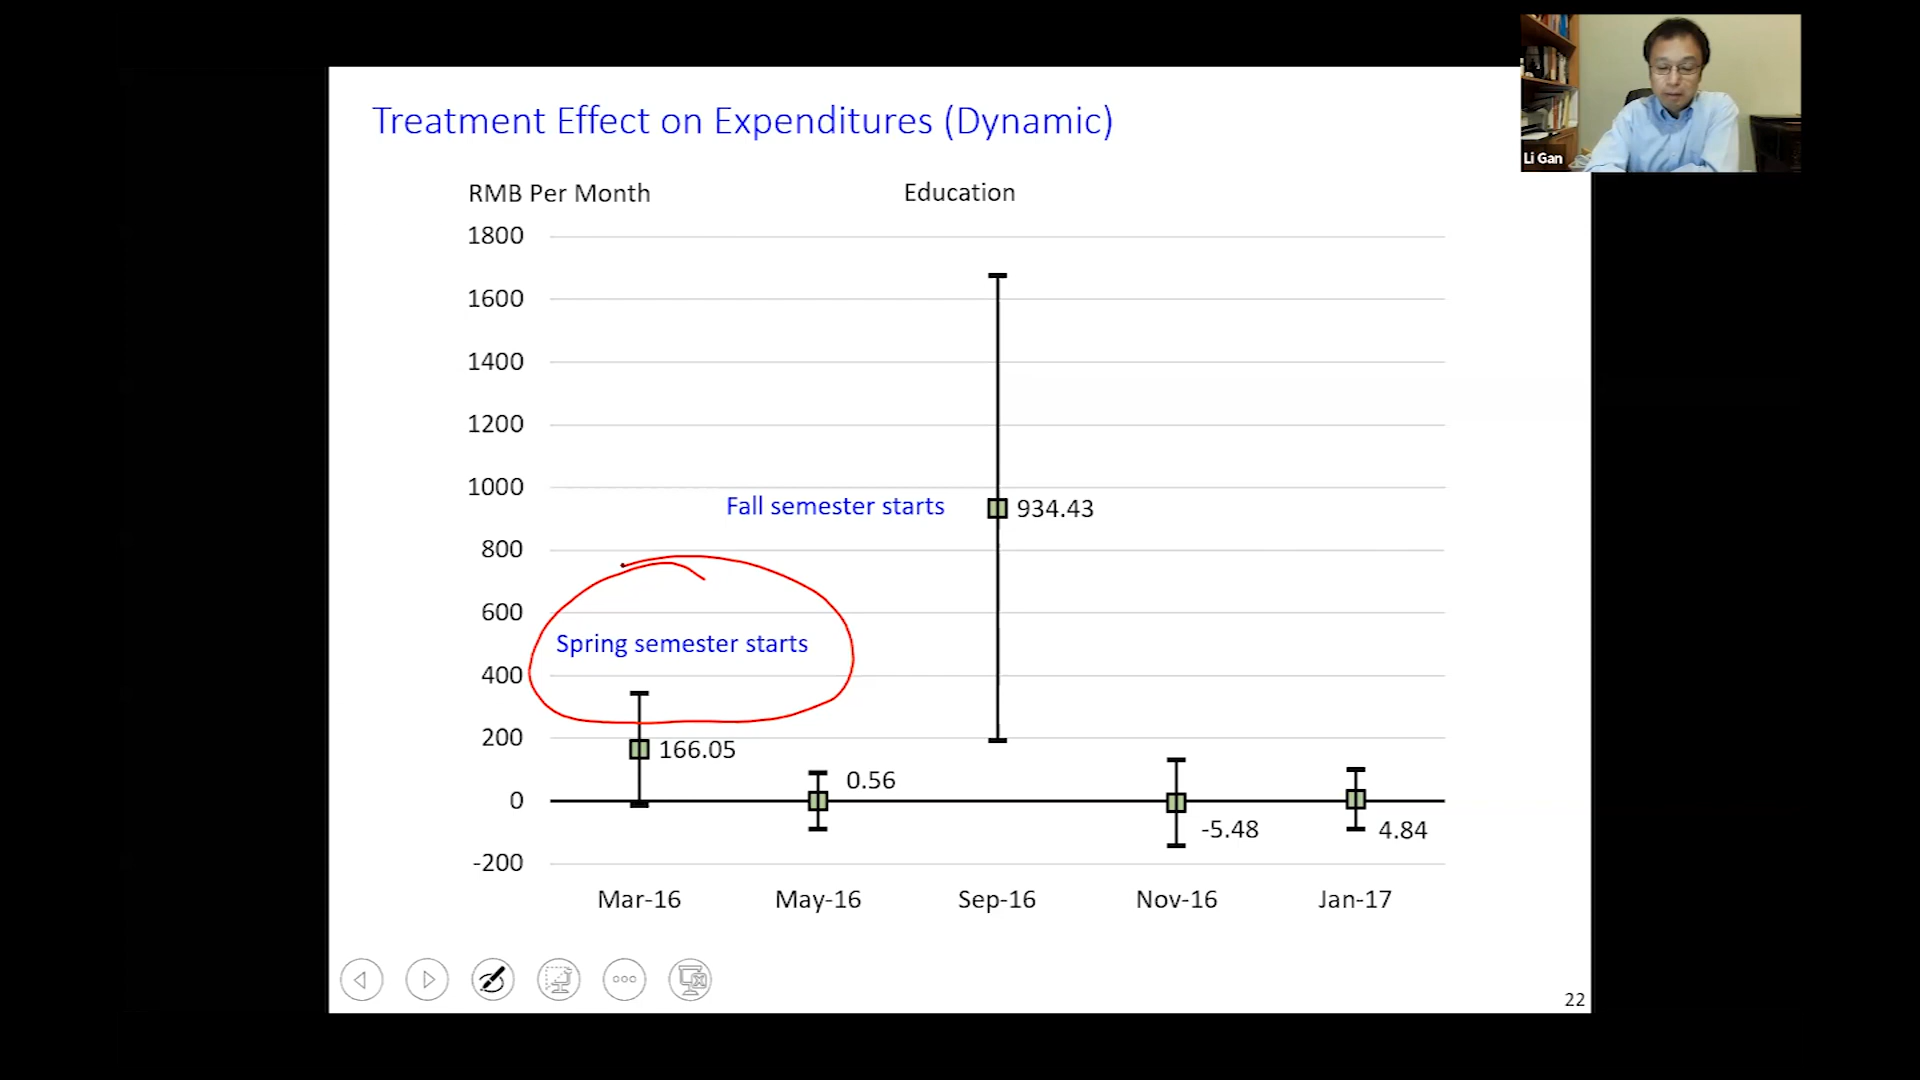 Li Gan
Treatment Effect on Expenditures (Dynamic)
RMB Per Month
Education
1800
1600
1400
1200
1000
800
600
400
200
0
-200
Fall semester starts
934.43
Spring semester starts
166.05
0.56
-5.48
4.84
Mar-16
May-16
Sep-16
Nov-16
Jan-17
22